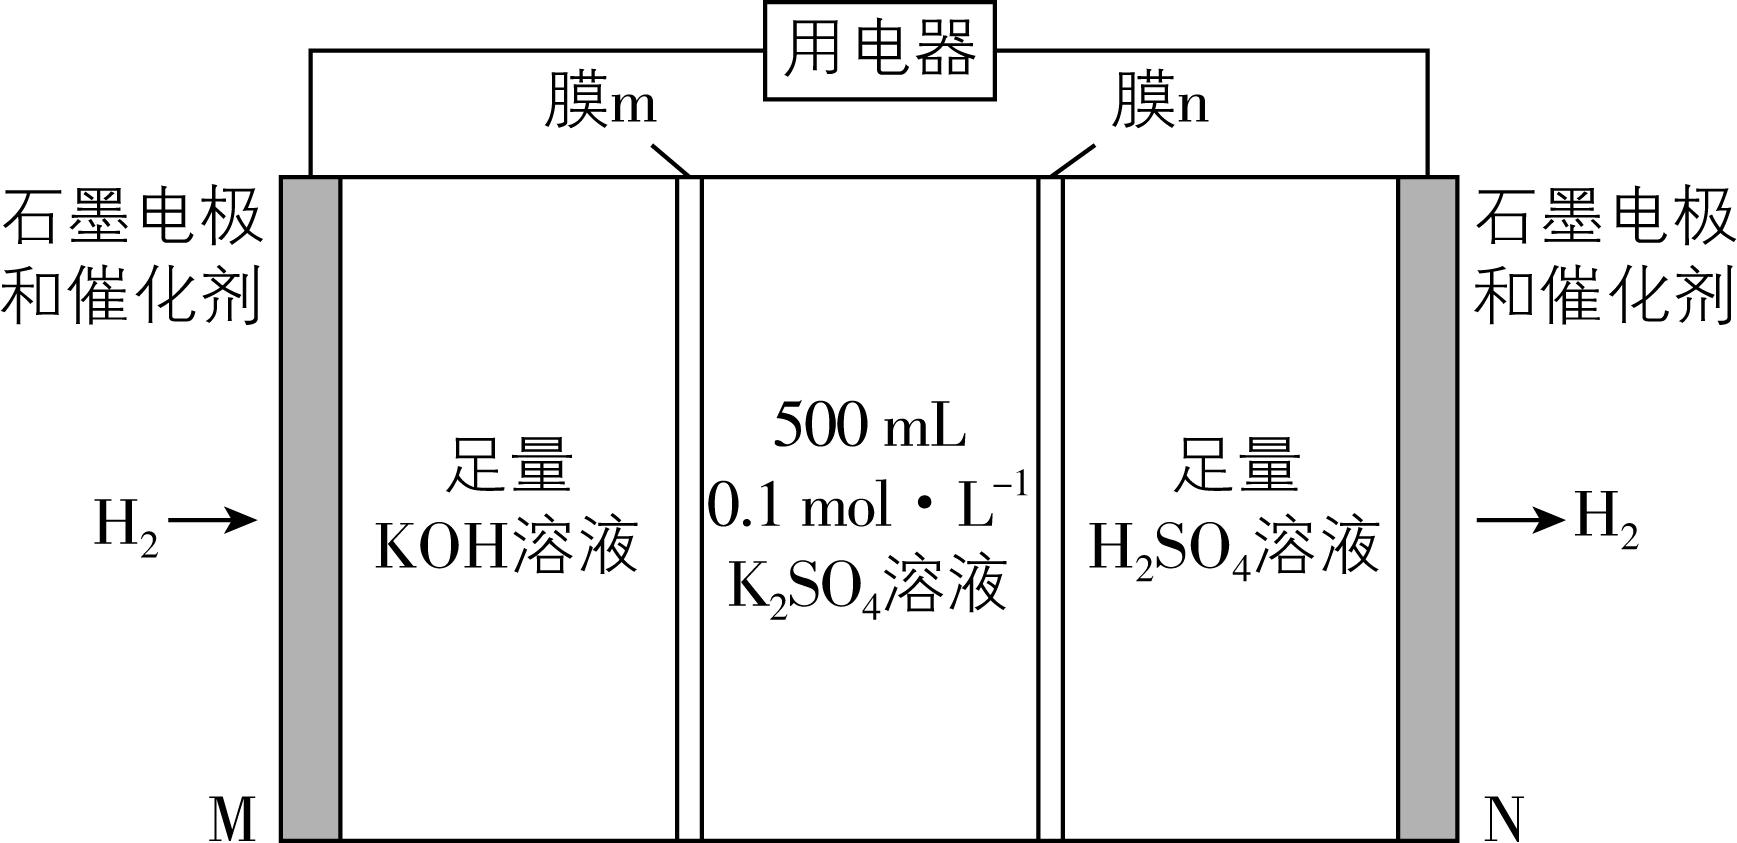 用电器
膜m
膜n
石墨电极
和催化剂
石墨电极
和催化剂
H₂
足量
KOH溶液
500 mL
0.1 mol·L⁻¹
K₂SO₄溶液
足量
H₂SO₄溶液
H₂
M
N